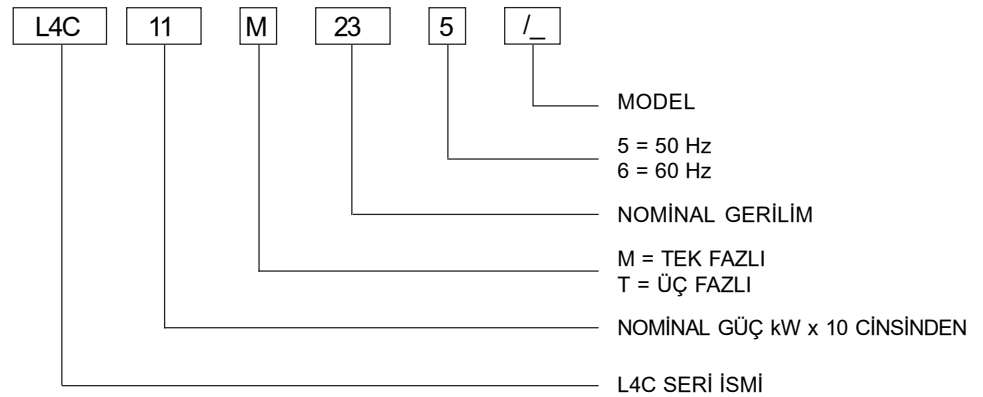 L4C 11 M 23 5 /_
MODEL
5 = 50 Hz
6 = 60 Hz
NOMİNAL GERİLİM
M = TEK FAZLI
T = ÜÇ FAZLI
NOMİNAL GÜÇ kW x 10 CİNSİNDEN
L4C SERİ İSMİ